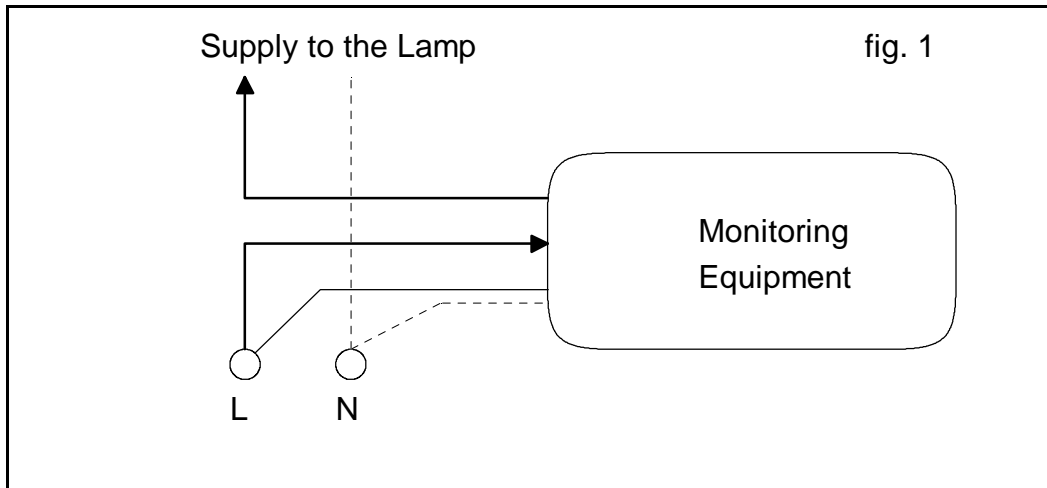 Supply to the Lamp
fig. 1
Monitoring
Equipment
L
N